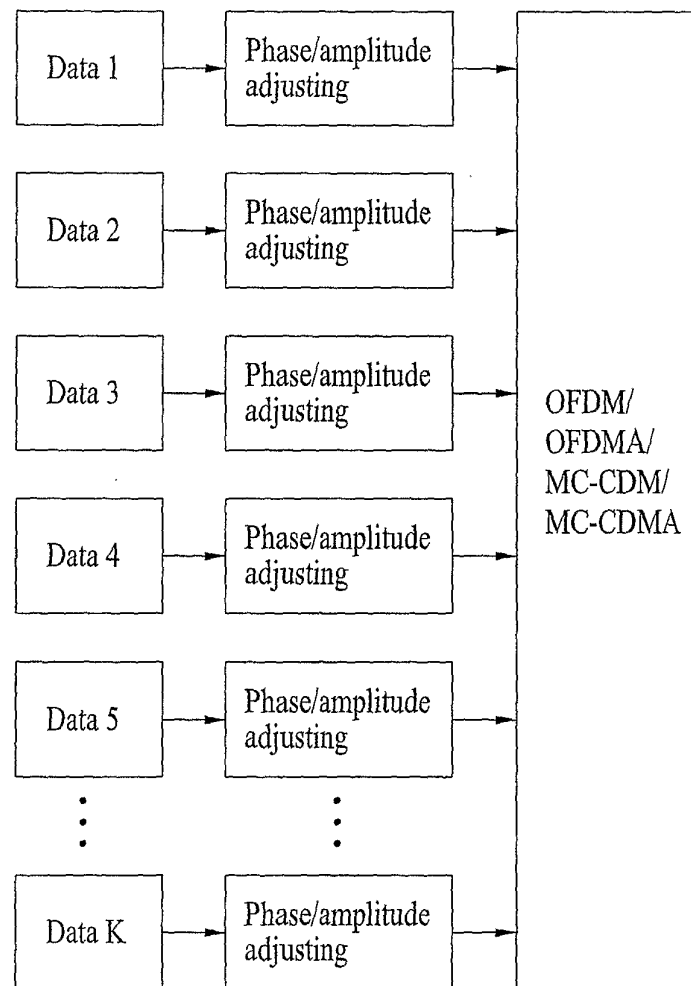 Data 1
Phase/amplitude
adjusting
Data 2
Phase/amplitude
adjusting
Data 3
Phase/amplitude
adjusting
OFDM/
OFDMA/
MC-CDM/
MC-CDMA
Data 4
Phase/amplitude
adjusting
Data 5
Phase/amplitude
adjusting
Data K
Phase/amplitude
adjusting